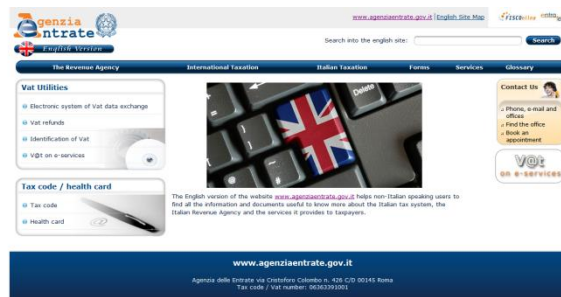 www.agenziaentrate.gov.it | English Site Map
FISCOonline
Agenzia
Entrate
English Version
Search into the english site:
Search
The Revenue Agency
International Taxation
Italian Taxation
Forms
Services
Glossary
Vat Utilities
Electronic system of Vat data exchange
Vat refunds
Identification of Vat
V@t on e-services
Tax code / health card
Tax code
Health card
Delete
The English version of the website www.agenziaentrate.gov.it helps non-Italian speaking users to
find all the information and documents useful to know more about the Italian tax system, the
Italian Revenue Agency and the services it provides to taxpayers.
Contact Us
Phone, e-mail and
offices
Find the office
Book an
appointment
V@t
on e-services
www.agenziaentrate.gov.it
Agenzia delle Entrate via Cristoforo Colombo n. 426 C/D 00145 Roma
Tax code / Vat number: 06363391001